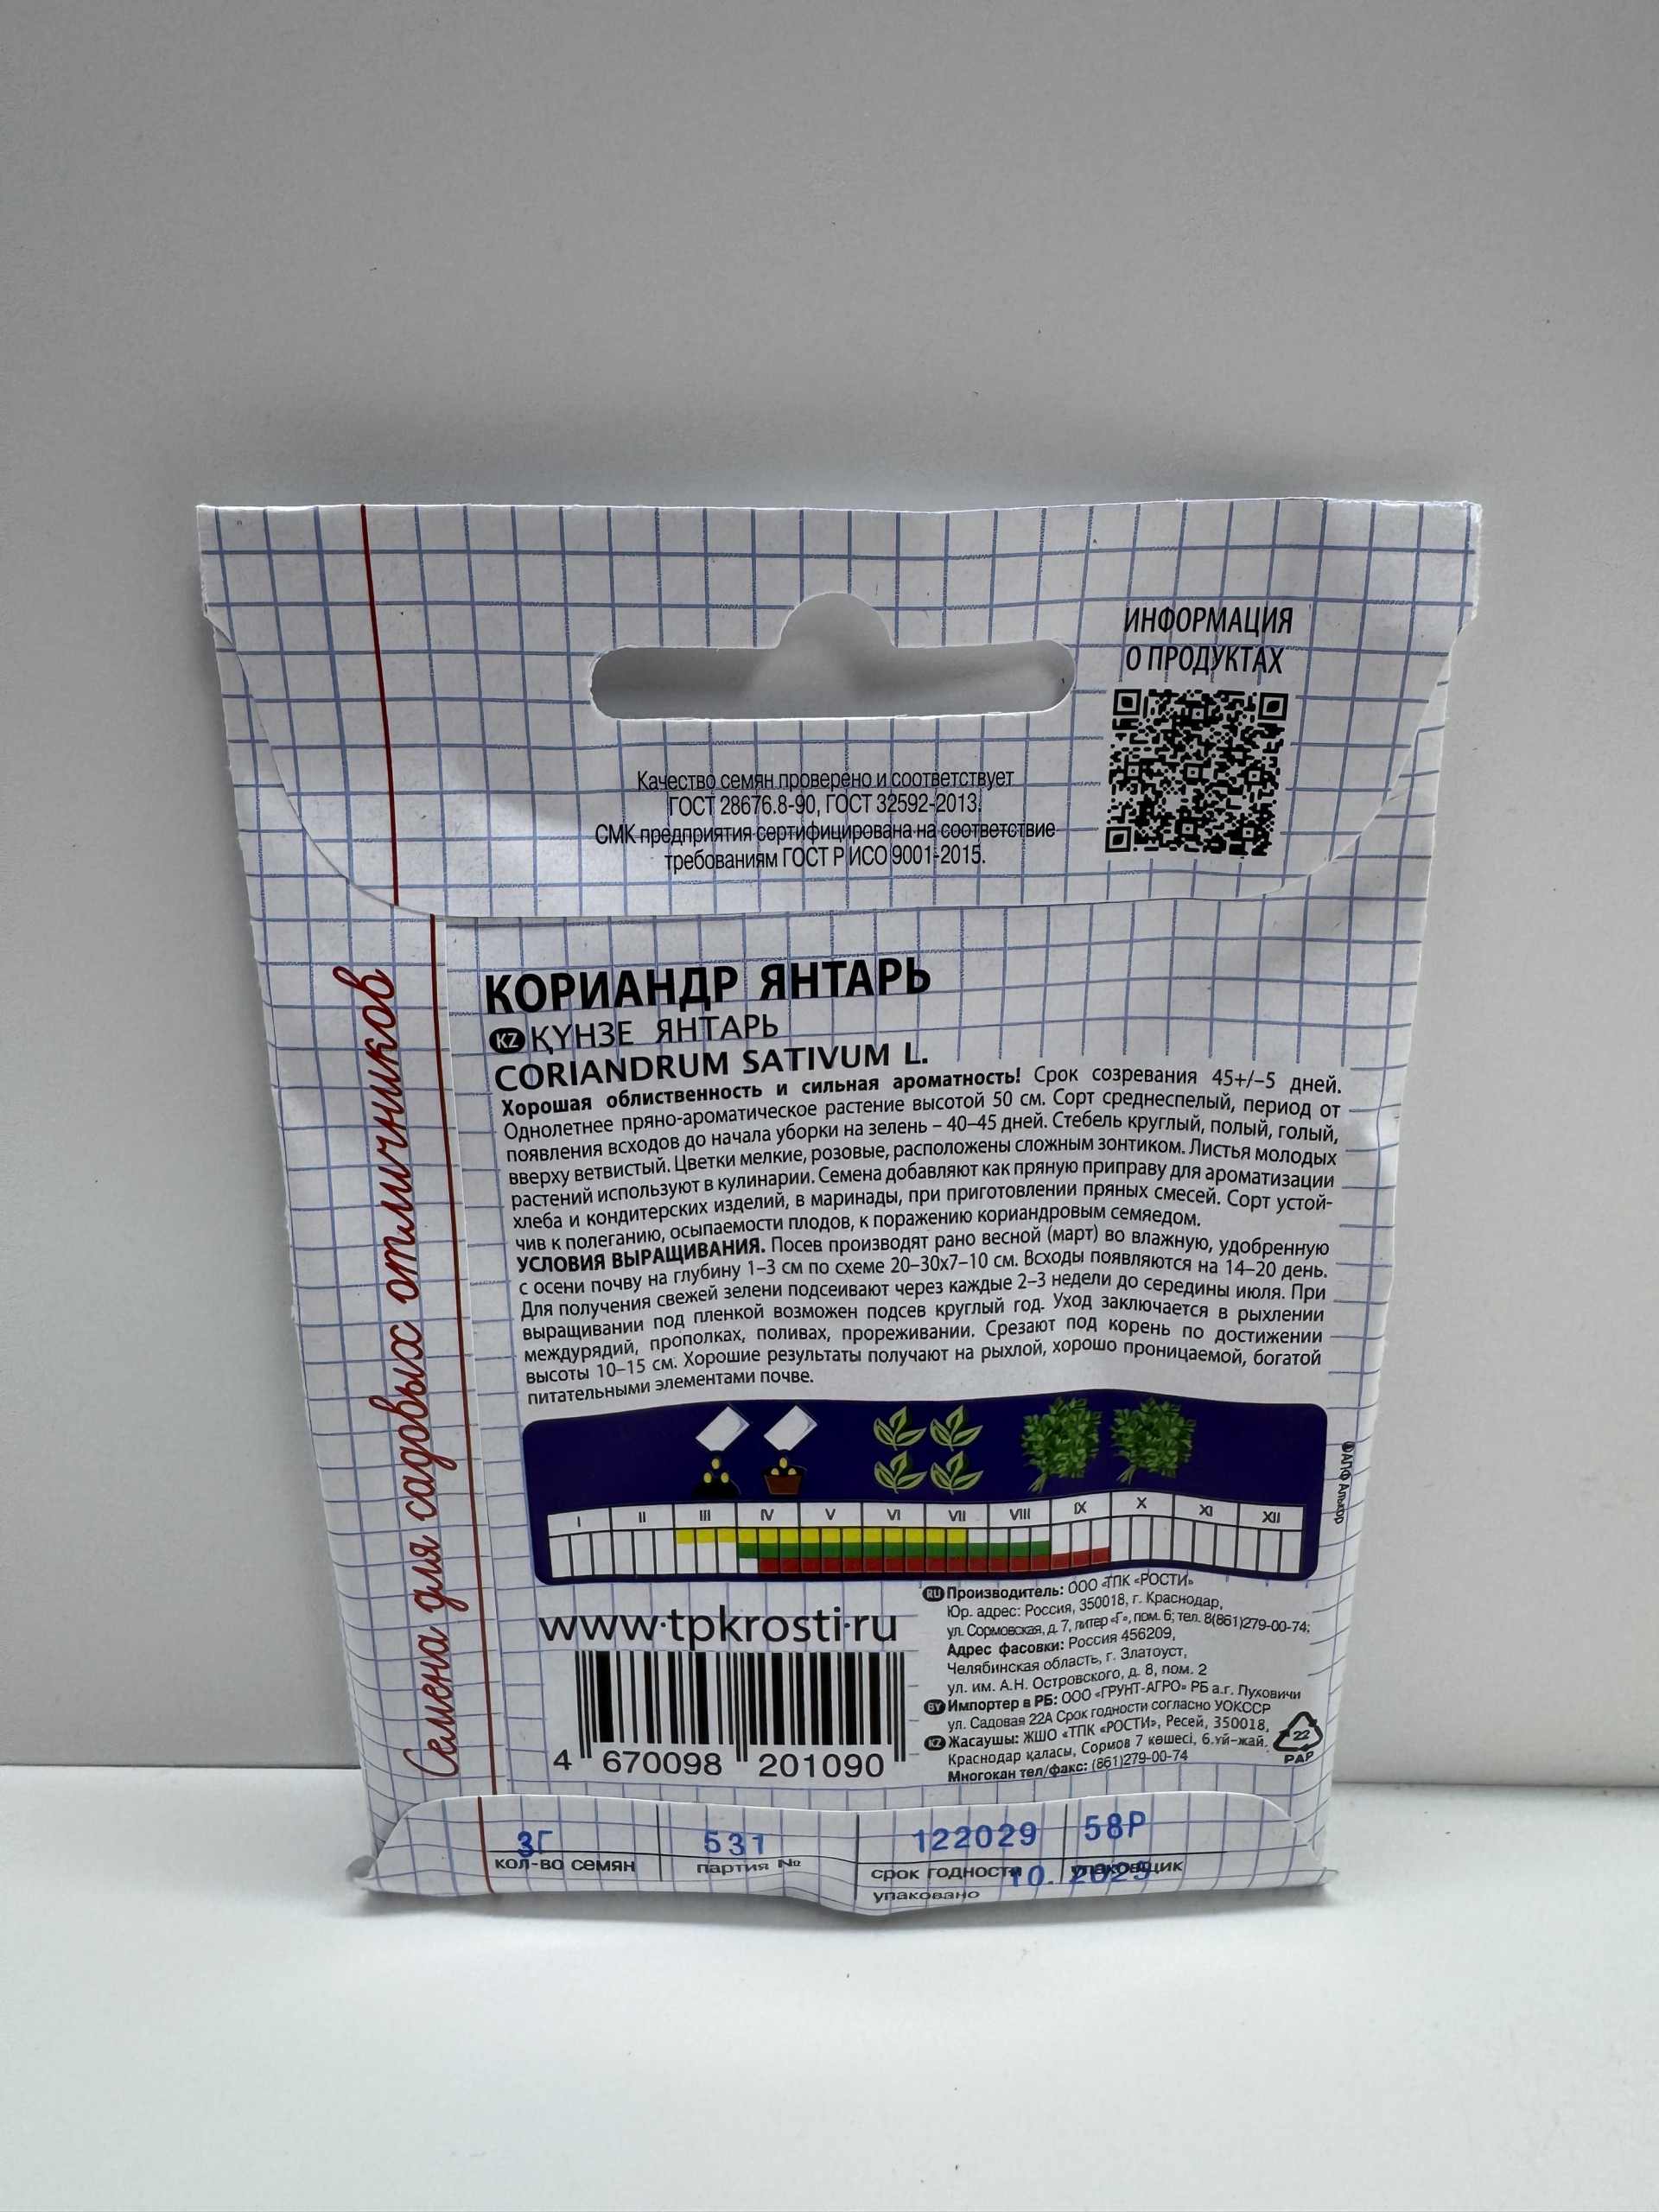 ИНФОРМАЦИЯ
О ПРОДУКТАХ
Качество семян проверено и соответствует
ГОСТ 28676.8-90, ГОСТ 32592-2013.
СМК предприятия сертифицирована на соответствие
требованиям ГОСТ Р ИСО 9001-2015.
Семена для садовых отличников
КОРИАНДР ЯНТАРЬ
KZ КҮНЗЕ ЯНТАРЬ
CORIANDRUM SATIVUM L.
Хорошая облиственность и сильная ароматность! Срок созревания 45+/–5 дней.
Однолетнее пряно-ароматическое растение высотой 50 см. Сорт среднеспелый, период от
появления всходов до начала уборки на зелень – 40–45 дней. Стебель круглый, полый, голый,
вверху ветвистый. Цветки мелкие, розовые, расположены сложным зонтиком. Листья молодых
растений используют в кулинарии. Семена добавляют как пряную приправу для ароматизации
хлеба и кондитерских изделий, в маринады, при приготовлении пряных смесей. Сорт устой-
чив к полеганию, осыпаемости плодов, к поражению кориандровым семяедом.
УСЛОВИЯ ВЫРАЩИВАНИЯ. Посев производят рано весной (март) во влажную, удобренную
с осени почву на глубину 1–3 см по схеме 20–30х7–10 см. Всходы появляются на 14–20 день.
Для получения свежей зелени подсеивают через каждые 2–3 недели до середины июля. При
выращивании под пленкой возможен подсев круглый год. Уход заключается в рыхлении
междурядий, прополках, поливах, прореживании. Срезают под корень по достижении
высоты 10–15 см. Хорошие результаты получают на рыхлой, хорошо проницаемой, богатой
питательными элементами почве.
I II III IV V VI VII VIII IX X XI XII
АПФ Алькор
www.tpkrosti.ru
4 670098 201090
RU Производитель: ООО «ТПК «РОСТИ»
Юр. адрес: Россия, 350018, г. Краснодар,
ул. Сормовская, д. 7, литер «Г», пом. 6; тел. 8(861)279-00-74;
Адрес фасовки: Россия 456209,
Челябинская область, г. Златоуст,
ул. им. А.Н. Островского, д. 8, пом. 2
BY Импортер в РБ: ООО «ГРУНТ-АГРО» РБ а.г. Пуховичи
ул. Садовая 22А Срок годности согласно УОКССР
KZ Жасаушы: ЖШО «ТПК «РОСТИ», Ресей, 350018,
Краснодар қаласы, Сормов 7 көшесі, 6.үй-жай.
Многокан тел/факс: (861)279-00-74
22
PAP
3Г
кол-во семян
531
партия №
122029
срок годности
58Р
упаковщик
упаковано
10. 2025